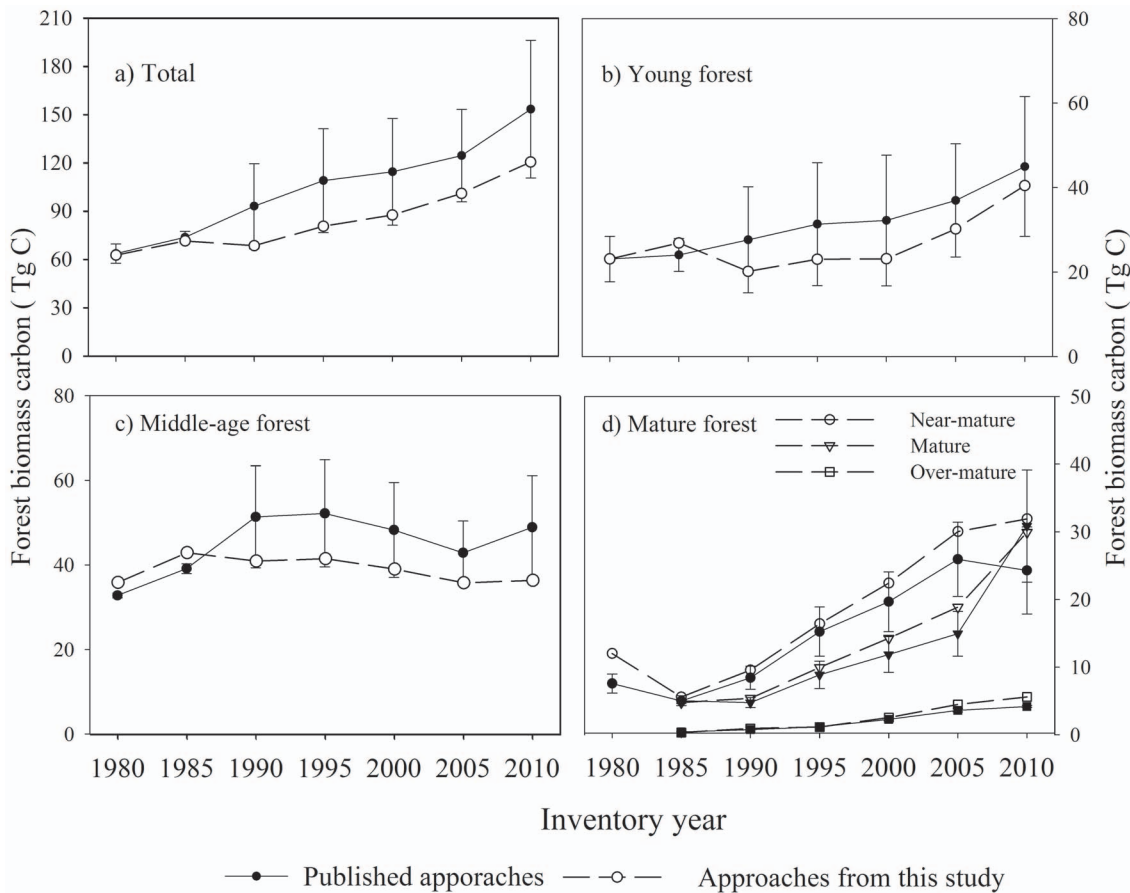 210
180
150
120
90
60
30
0
a) Total
80
60
40
20
0
b) Young forest
80
60
40
20
0
c) Middle-age forest
50
40
30
20
10
0
d) Mature forest
Near-mature
Mature
Over-mature
Forest biomass carbon ( Tg C )
Forest biomass carbon ( Tg C )
1980 1985 1990 1995 2000 2005 2010
1980 1985 1990 1995 2000 2005 2010
Inventory year
Published apporaches
Approaches from this study